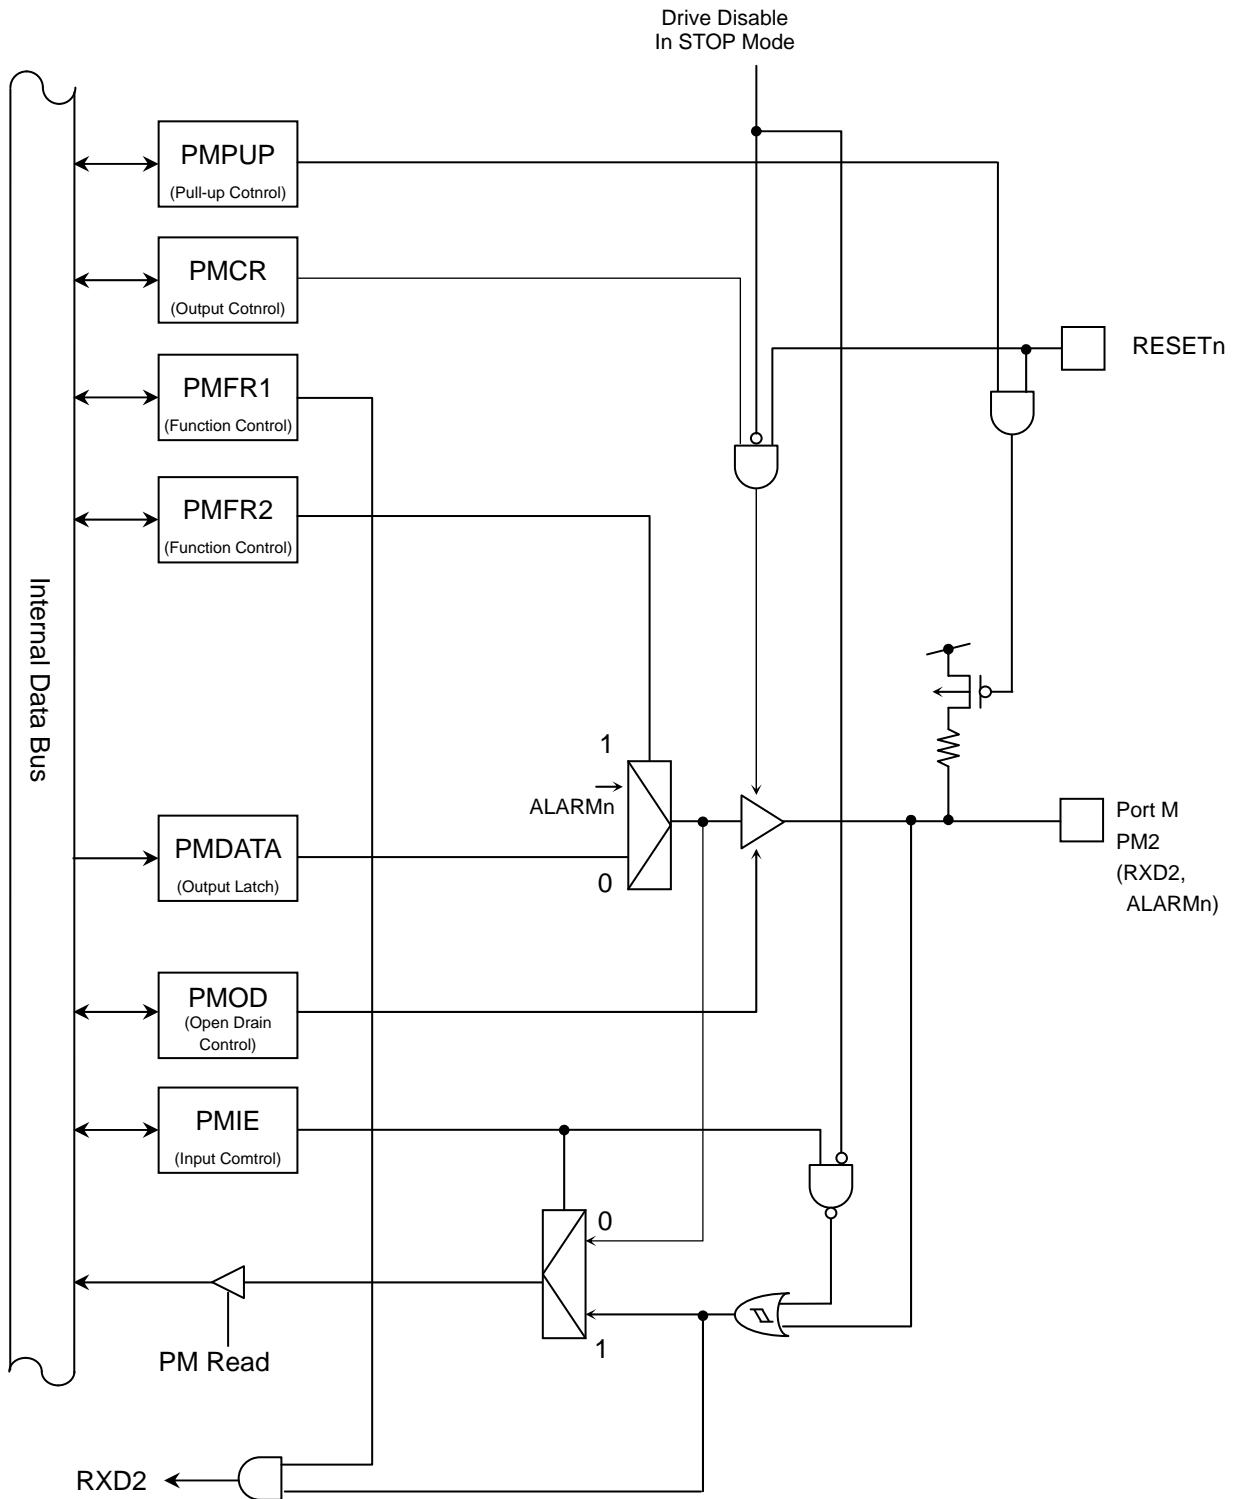 Drive Disable
In STOP Mode
PMPUP
(Pull-up Cotnrol)
PMCR
(Output Cotnrol)
RESETn
PMFR1
(Function Control)
PMFR2
(Function Control)
Internal Data Bus
1
ALARMn
0
Port M
PM2
(RXD2,
ALARMn)
PMDATA
(Output Latch)
PMOD
(Open Drain
Control)
PMIE
(Input Comtrol)
0
1
PM Read
RXD2